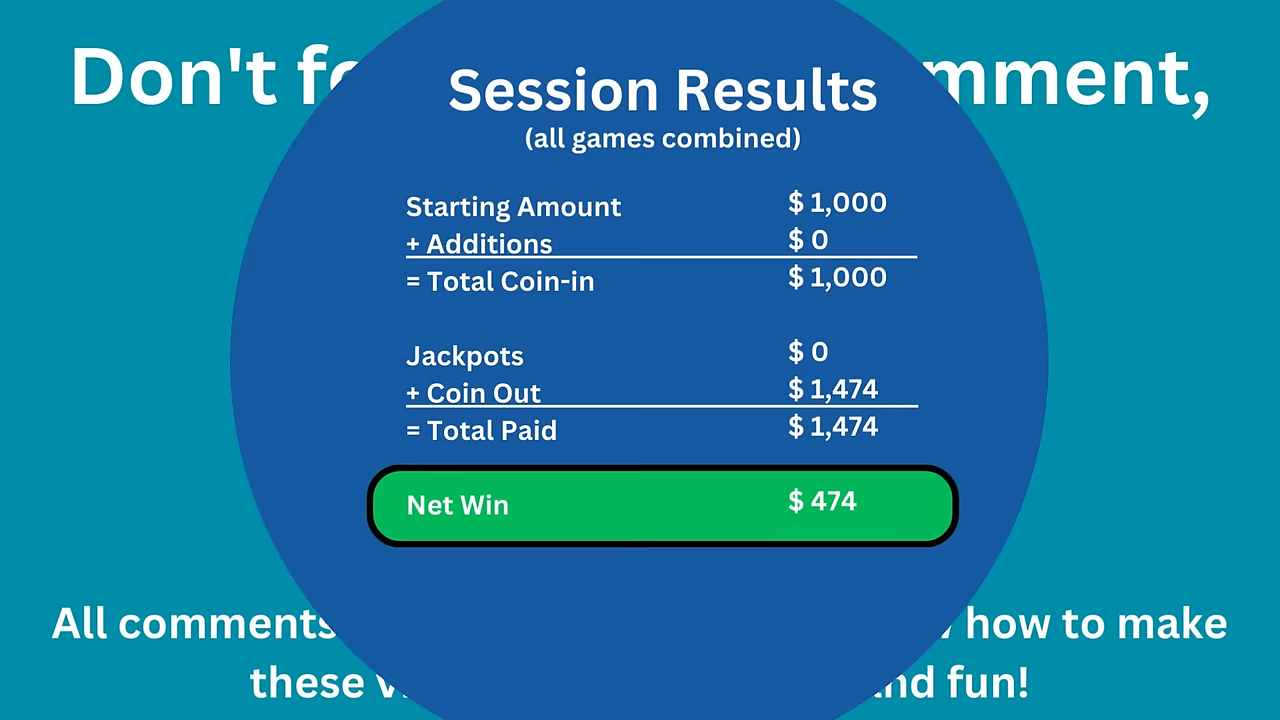 Don't mment,
Session Results
(all games combined)
Starting Amount $ 1,000
+ Additions $ 0
= Total Coin-in $ 1,000
Jackpots $ 0
+ Coin Out $ 1,474
= Total Paid $ 1,474
Net Win $ 474
All comments how to make
these and fun!